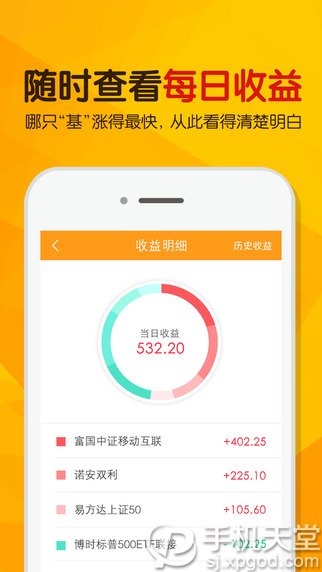 随时查看每日收益
哪只“基”涨得最快，从此看得清楚明白
收益明细
历史收益
当日收益
532.20
富国中证移动互联
+402.25
诺安双利
+225.10
易方达上证50
+105.60
博时标普500ETF联接
-102.25
手机天堂
sj.xpgod.com